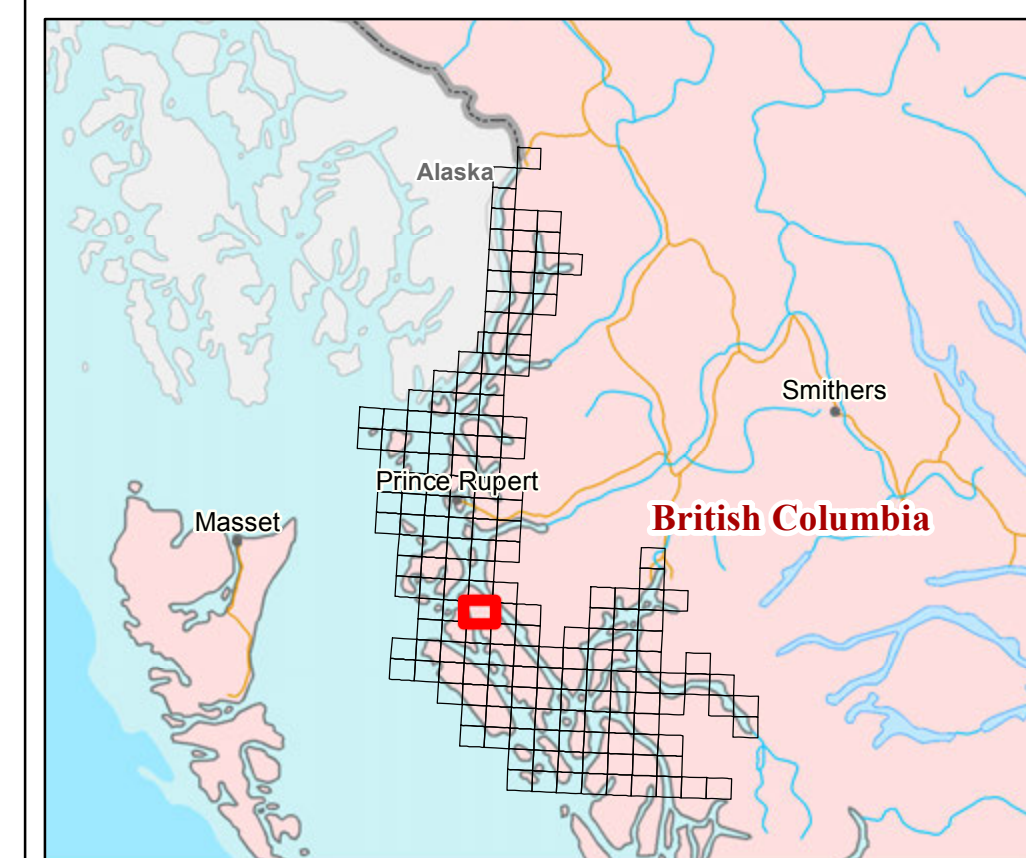 Alaska
Smithers
Prince Rupert
Masset
British Columbia